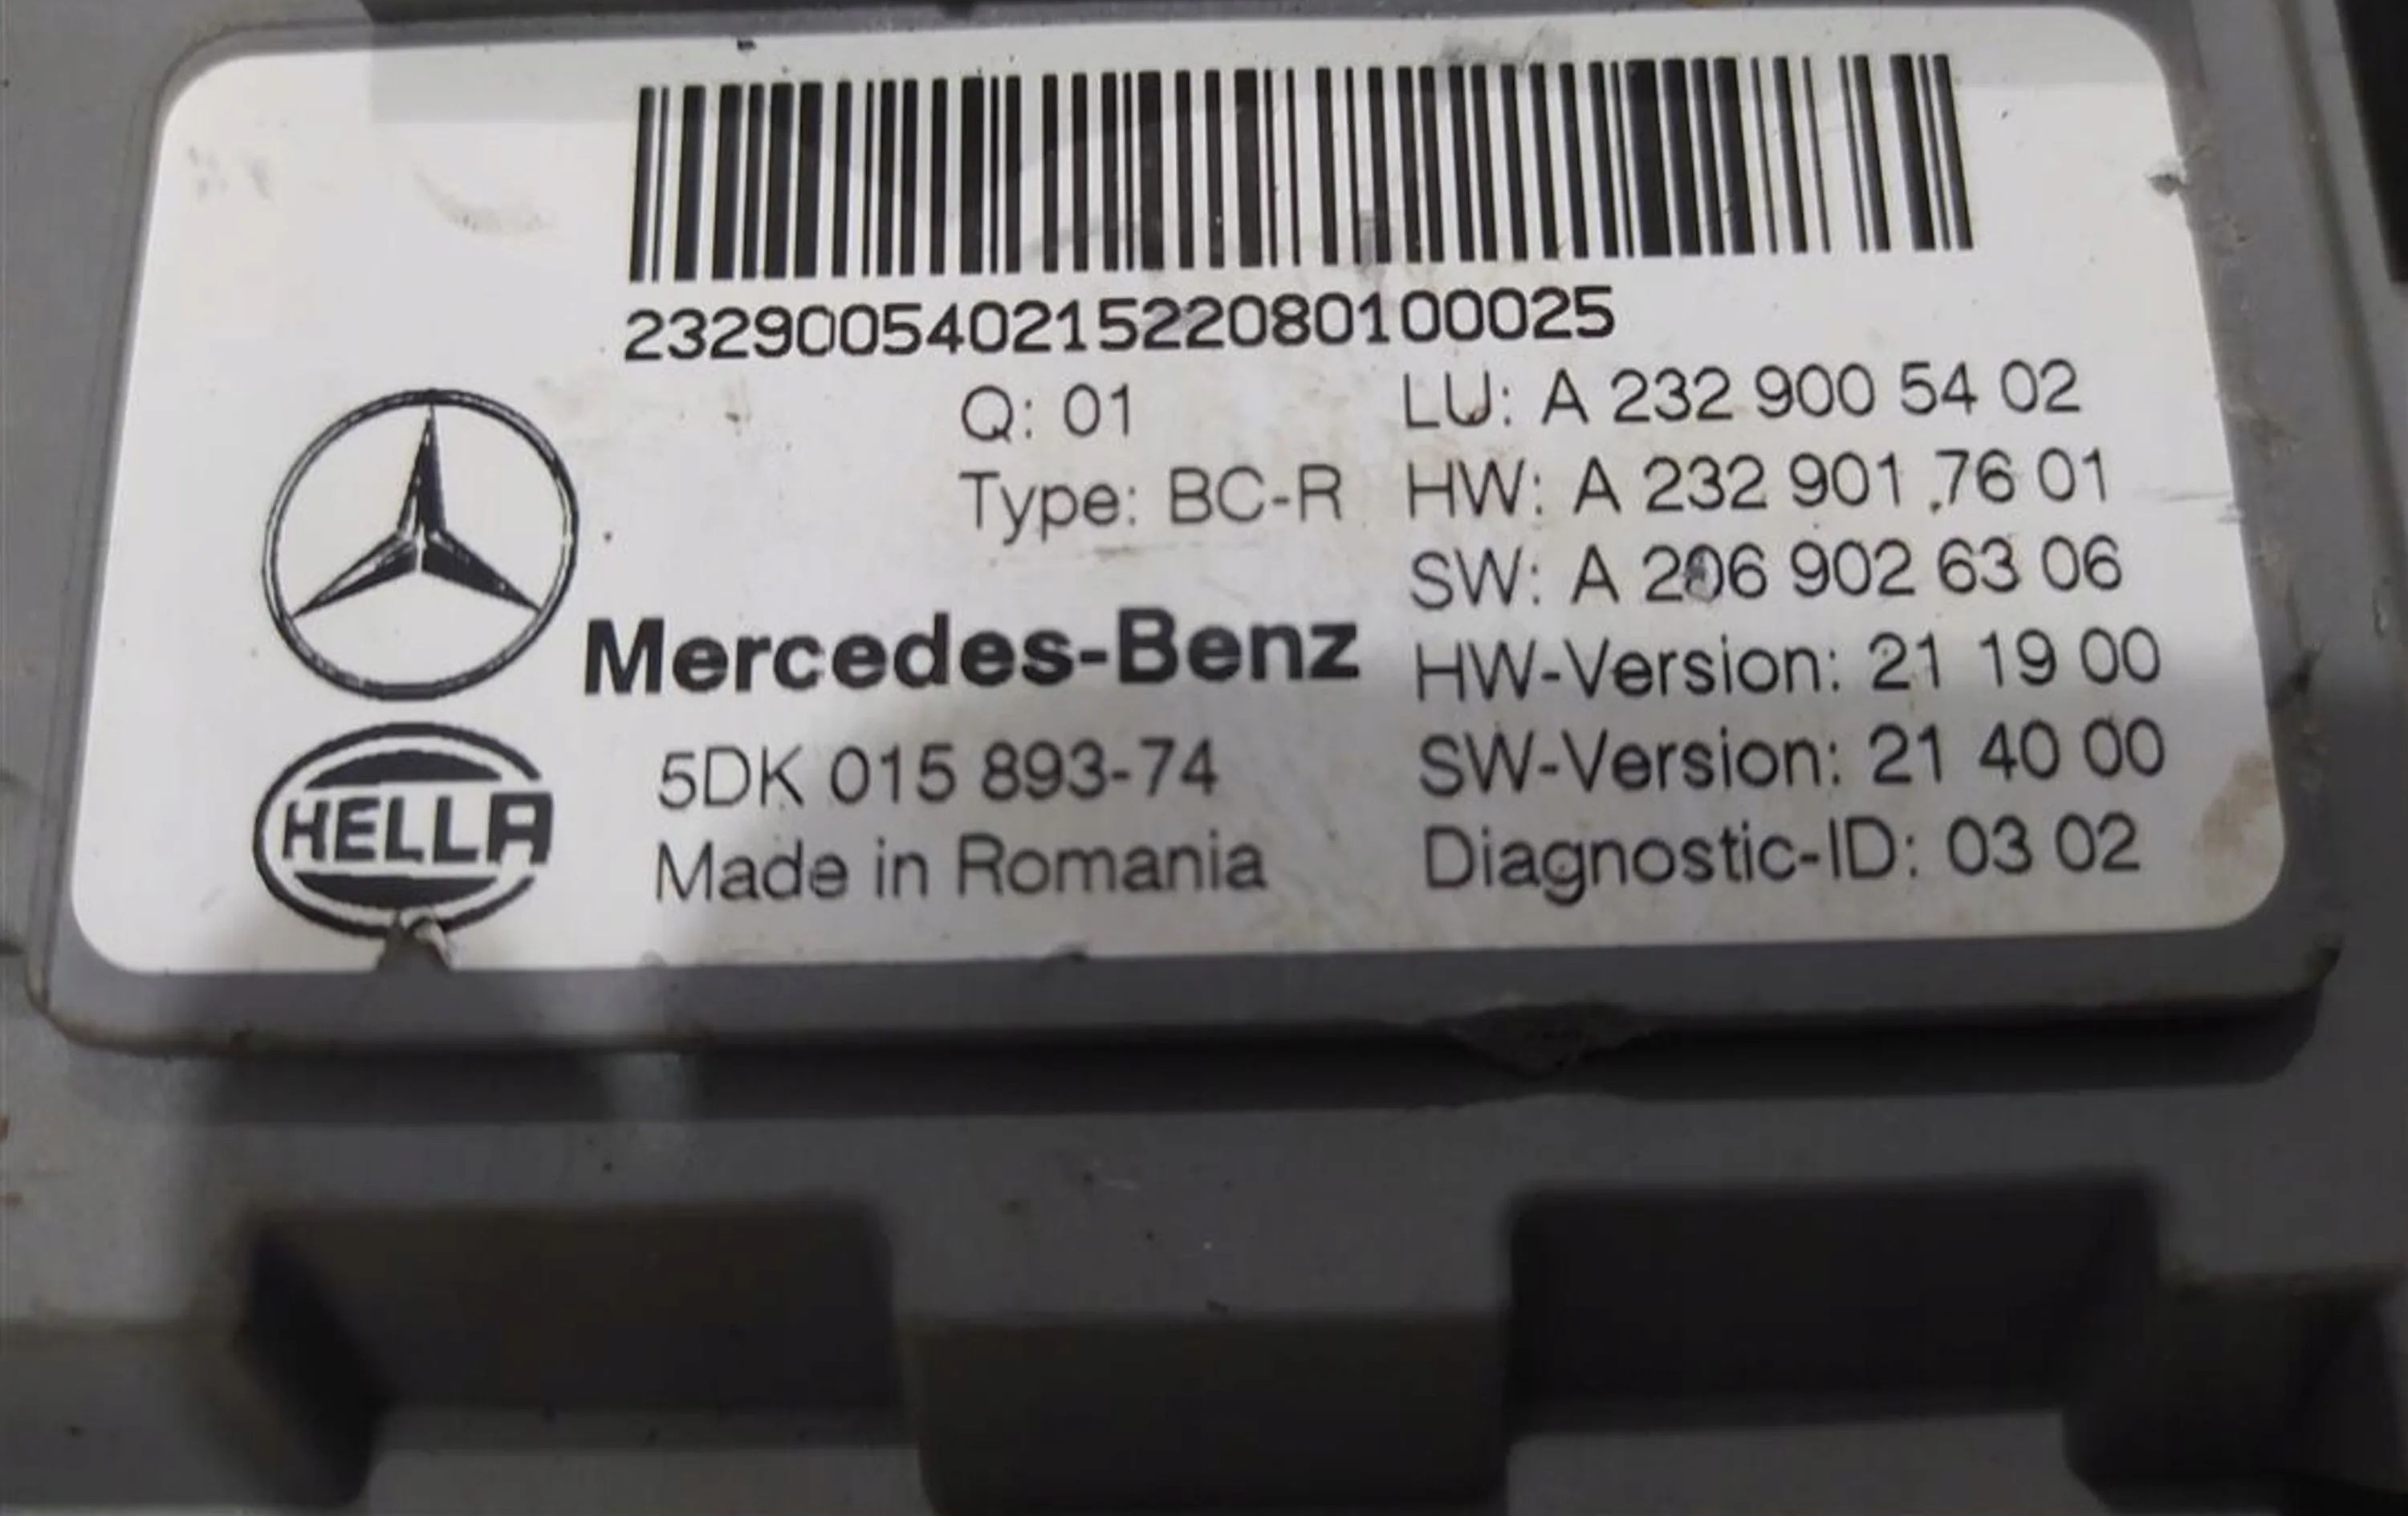 23290054021522080100025
Q: 01
LU: A 232 900 54 02
Type: BC-R
HW: A 232 901 76 01
SW: A 206 902 63 06
Mercedes-Benz
HW-Version: 21 19 00
HELLA
5DK 015 893-74
SW-Version: 21 40 00
Made in Romania
Diagnostic-ID: 03 02